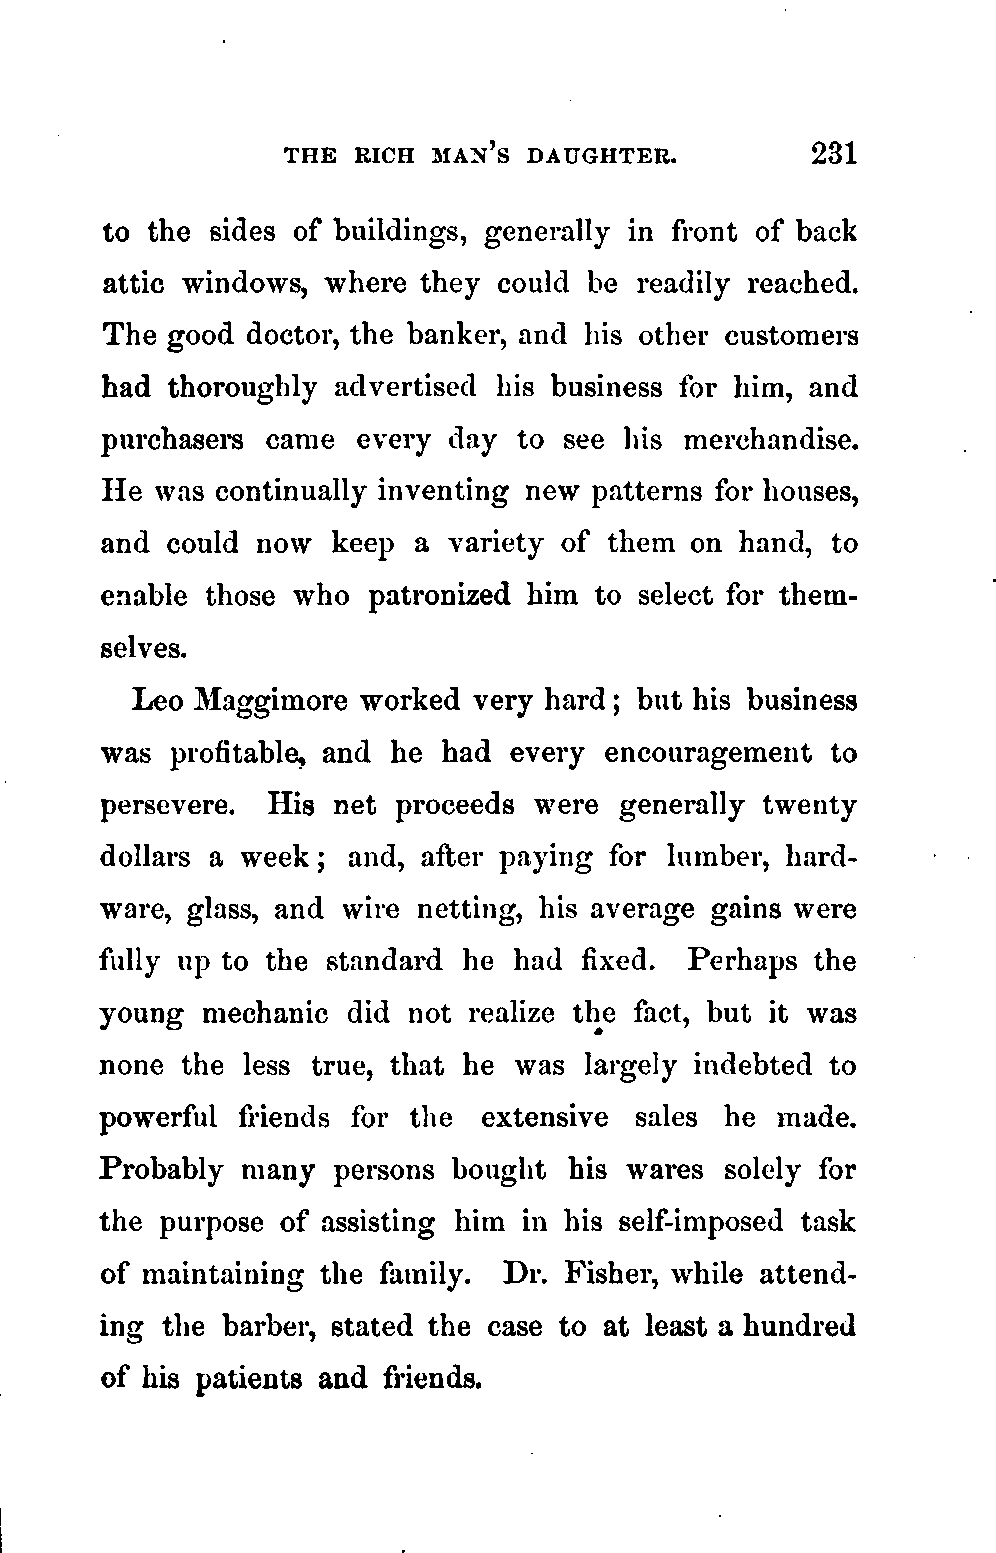 THE RICH MAN'S DAUGHTER. 231
to the sides of buildings, generally in front of back
attic windows, where they could be readily reached.
The good doctor, the banker, and his other customers
had thoroughly advertised his business for him, and
purchasers came every day to see his merchandise.
He was continually inventing new patterns for houses,
and could now keep a variety of them on hand, to
enable those who patronized him to select for them-
selves.
Leo Maggimore worked very hard; but his business
was profitable, and he had every encouragement to
persevere. His net proceeds were generally twenty
dollars a week; and, after paying for lumber, hard-
ware, glass, and wire netting, his average gains were
fully up to the standard he had fixed. Perhaps the
young mechanic did not realize the fact, but it was
none the less true, that he was largely indebted to
powerful friends for the extensive sales he made.
Probably many persons bought his wares solely for
the purpose of assisting him in his self-imposed task
of maintaining the family. Dr. Fisher, while attend-
ing the barber, stated the case to at least a hundred
of his patients and friends.